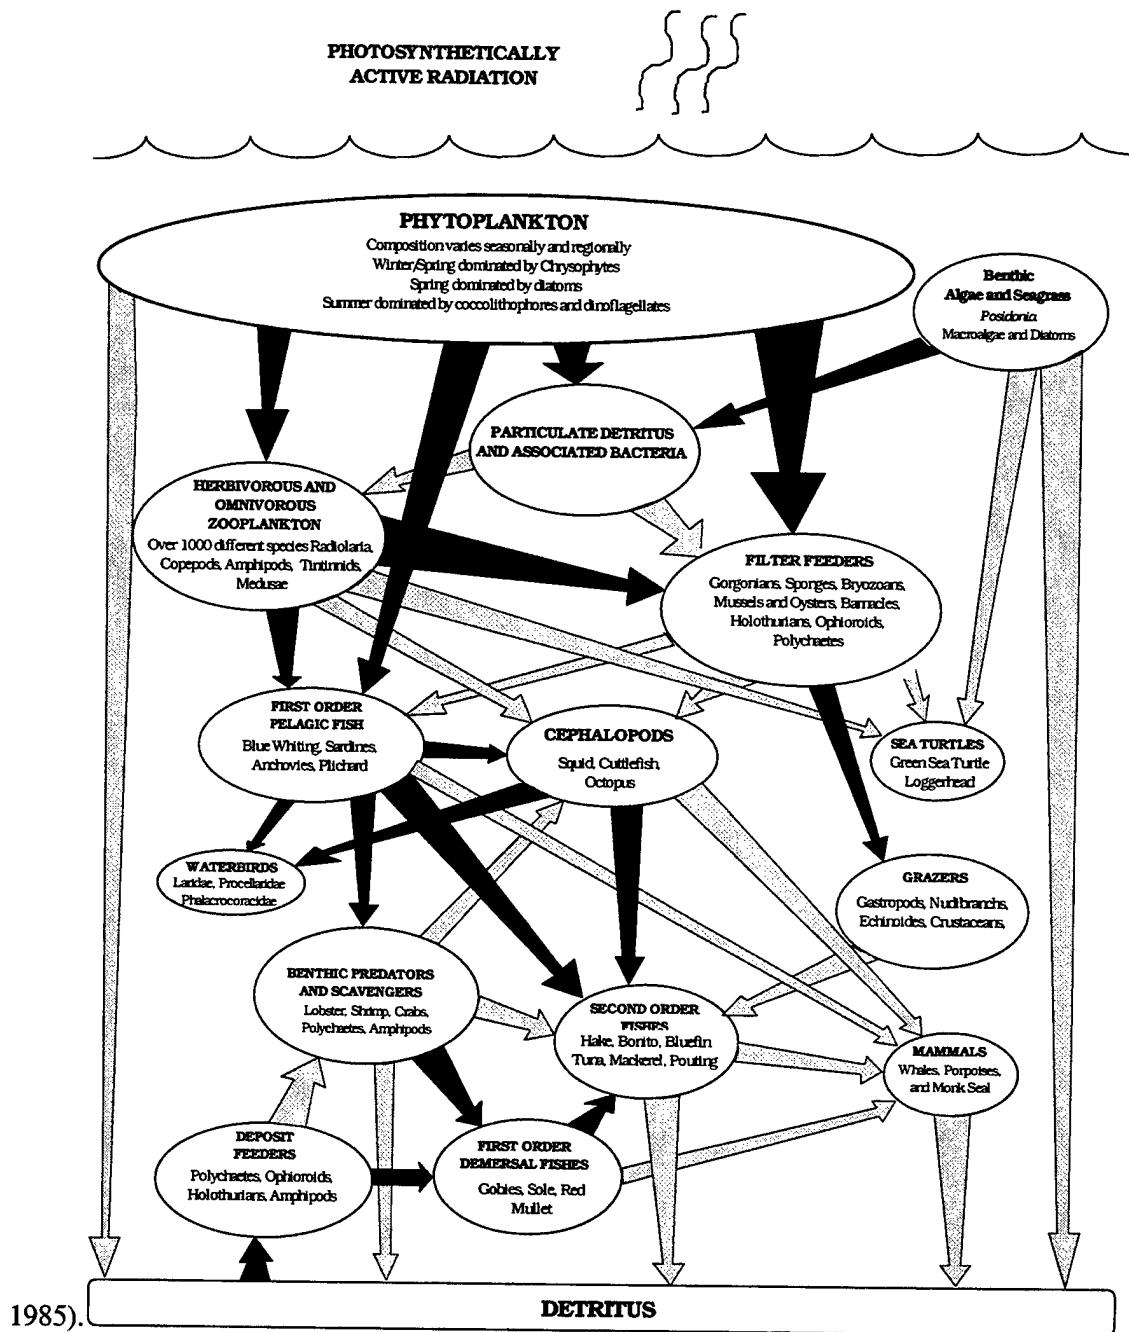 PHOTOSYNTHETICALLY
ACTIVE RADIATION
PHYTOPLANKTON
Composition varies seasonally and regionally
Winter/Spring dominated by Chrysophytes
Spring dominated by diatoms
Summer dominated by coccolithophores and dinoflagellates
Benthic
Algae and Seagrass
Posidonia
Macroalgae and Diatoms
PARTICULATE DETRITUS
AND ASSOCIATED BACTERIA
HERBIVOROUS AND
OMNIVOROUS
ZOOPLANKTON
Over 1000 different species Radiolaria,
Copepods, Amphipods, Tintinnids,
Medusae
FILTER FEEDERS
Gorgonians, Sponges, Bryozoans,
Mussels and Oysters, Barnacles,
Holothurians, Ophioroids,
Polychaetes
FIRST ORDER
PELAGIC FISH
Blue Whiting, Sardines,
Anchovies, Pilchard
CEPHALOPODS
Squid, Cuttlefish,
Octopus
SEA TURTLES
Green Sea Turtle
Loggerhead
WATERBIRDS
Laridae, Procellaridae
Phalacrocoracidae
GRAZERS
Gastropods, Nudibranchs,
Echinoides, Crustaceans,
BENTHIC PREDATORS
AND SCAVENGERS
Lobster, Shrimp, Crabs,
Polychaetes, Amphipods
SECOND ORDER
FISHES
Hake, Bonito, Bluefin
Tuna, Mackerel, Pouting
MAMMALS
Whales, Porpoises,
and Monk Seal
DEPOSIT
FEEDERS
Polychaetes, Ophioroids,
Holothurians, Amphipods
FIRST ORDER
DEMERSAL FISHES
Gobies, Sole, Red
Mullet
1985).
DETRITUS